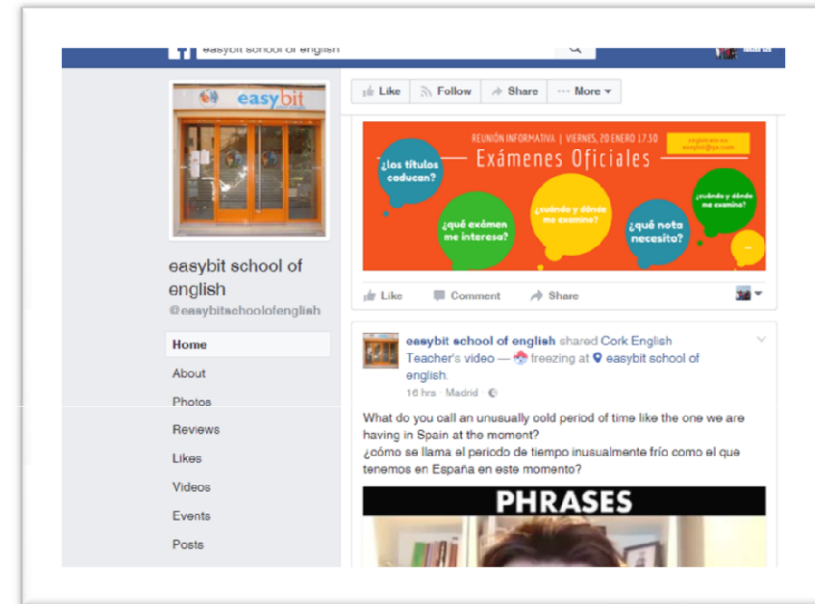 easybit school of english
easybit
Like Follow Share ... More
REUNIÓN INFORMATIVA | VIERNES, 20 ENERO 17.30
Exámenes Oficiales
¿los títulos
caducan?
¿qué exámen
me interesa?
¿cuándo y dónde
me examino?
¿qué nota
necesito?
¿cuándo y dónde
me examino?
...
Like Comment Share
easybit school of
english
@easybitschoolofenglish
Home
About
Photos
Reviews
Likes
Videos
Events
Posts
easybit school of english shared Cork English
Teacher's video — freezing at easybit school of
english.
16 hrs · Madrid ·
What do you call an unusually cold period of time like the one we are
having in Spain at the moment?
¿cómo se llama el periodo de tiempo inusualmente frío como el que
tenemos en España en este momento?
PHRASES